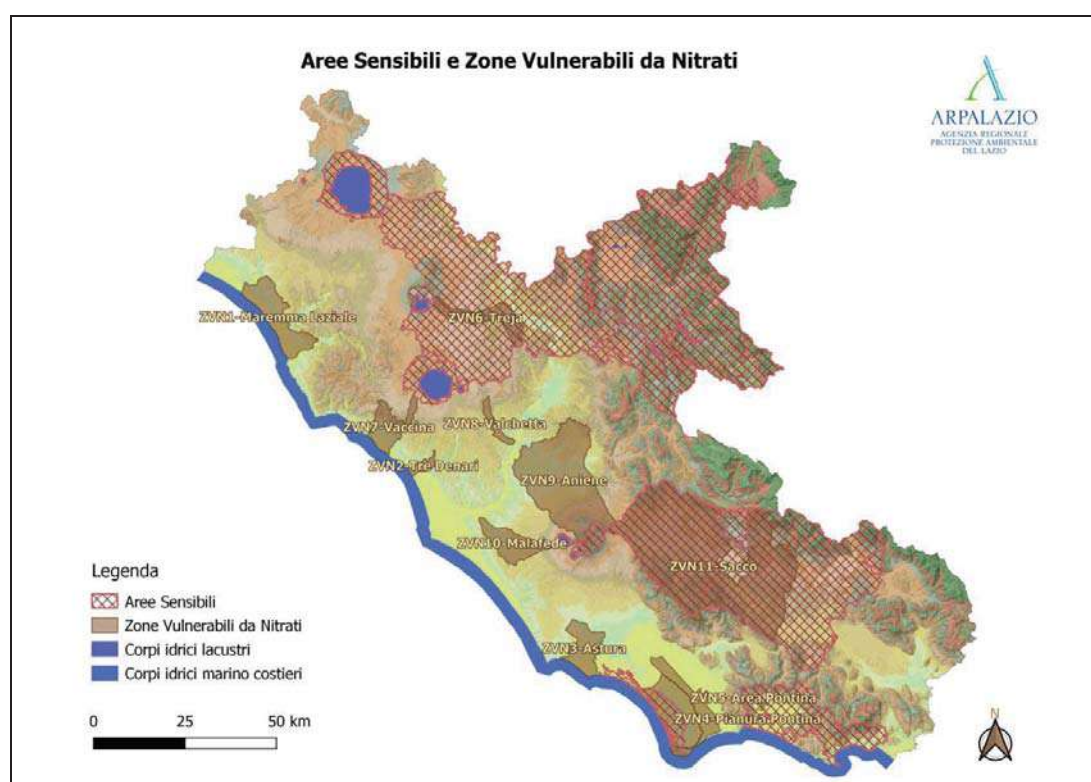 Aree Sensibili e Zone Vulnerabili da Nitrati
ARPALAZIO
AGENZIA REGIONALE
PROTEZIONE AMBIENTALE
DEL LAZIO
ZVN1-Maremma Laziale
ZVN6-Treja
ZVN7-Vaccina
ZVN8-Valchetta
ZVN2-Tre Denari
ZVN9-Aniene
ZVN10-Malafede
ZVN11-Sacco
ZVN3-Astura
ZVN5-Area Pontina
ZVN4-Pianura Pontina
Legenda
Aree Sensibili
Zone Vulnerabili da Nitrati
Corpi idrici lacustri
Corpi idrici marino costieri
0 25 50 km
N